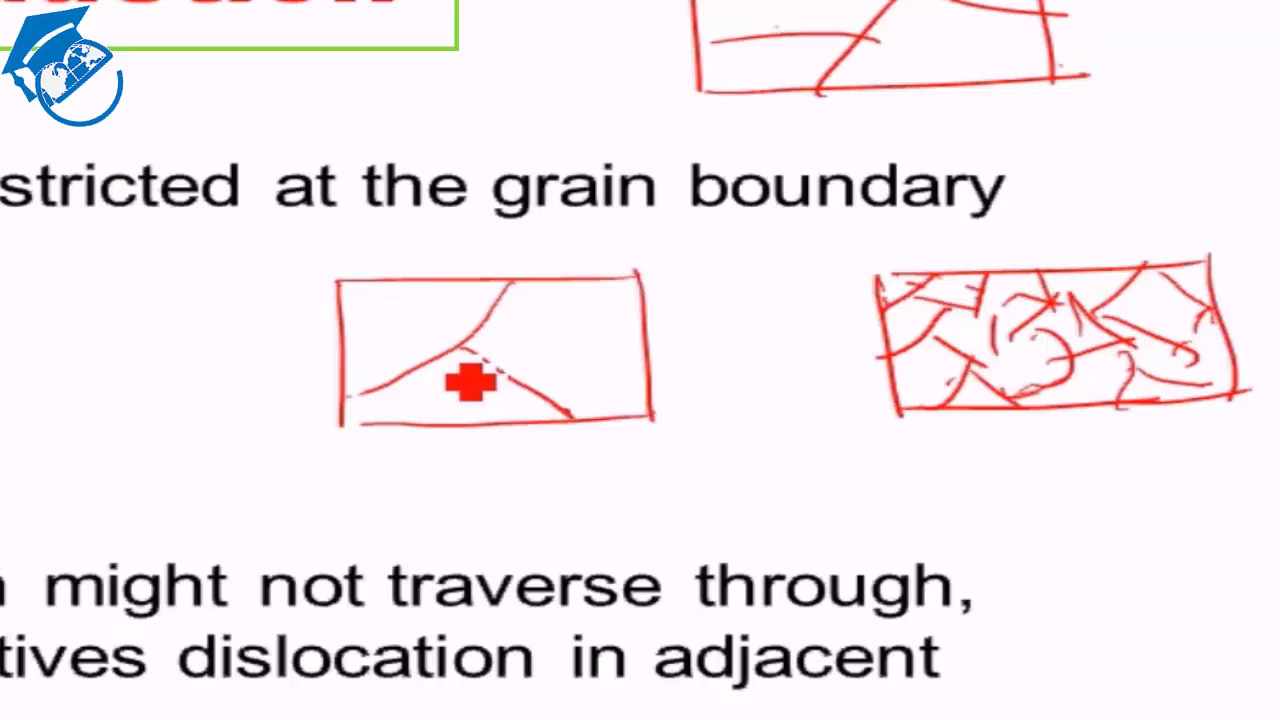 stricted at the grain boundary
might not traverse through,
tives dislocation in adjacent